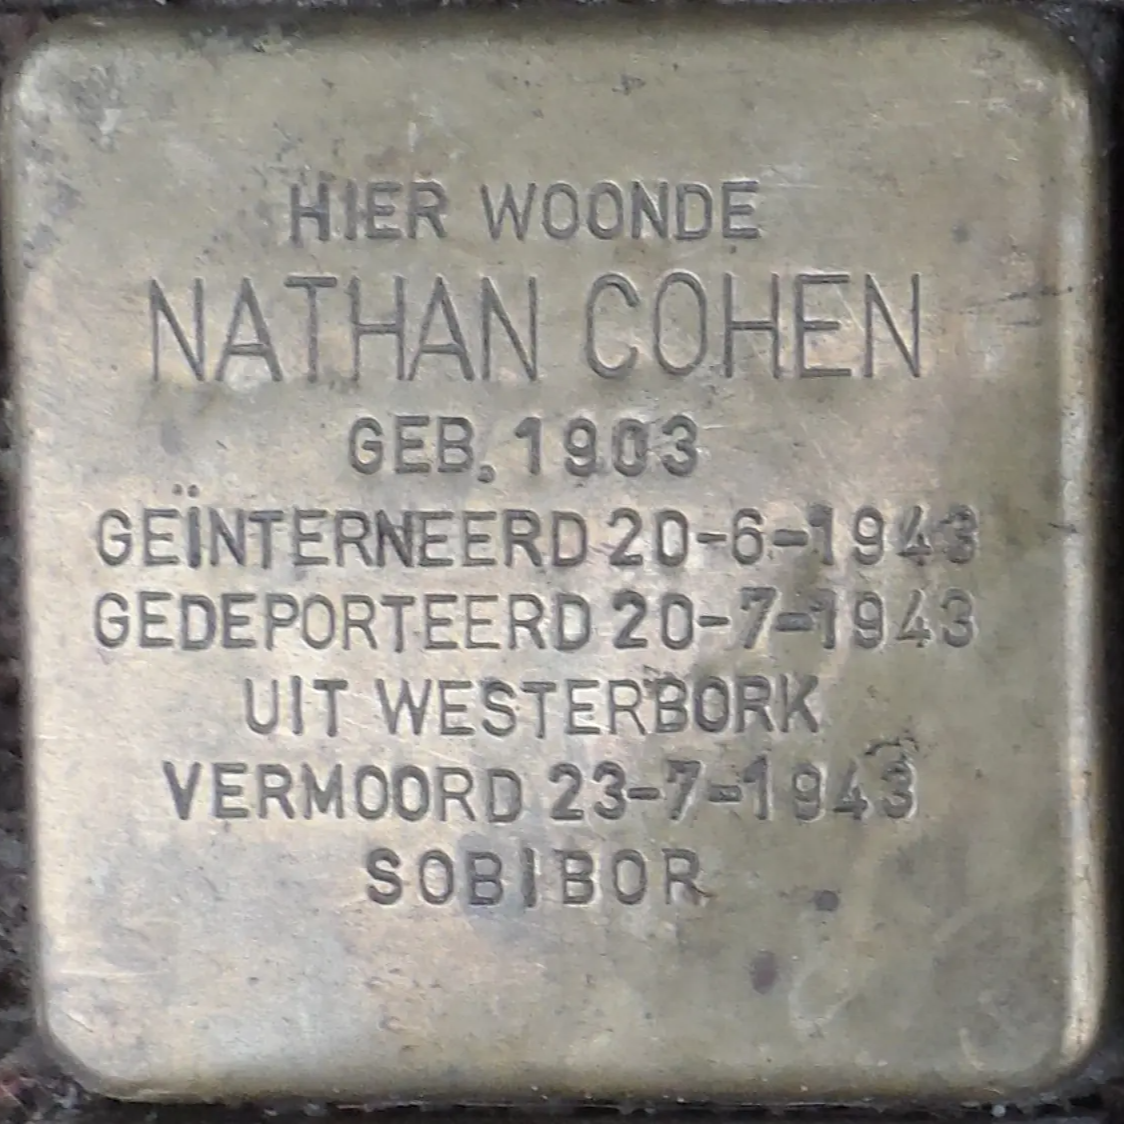 HIER WOONDE
NATHAN COHEN
GEB. 1903
GEÏNTERNEERD 20-6-1943
GEDEPORTEERD 20-7-1943
UIT WESTERBORK
VERMOORD 23-7-1943
SOBIBOR